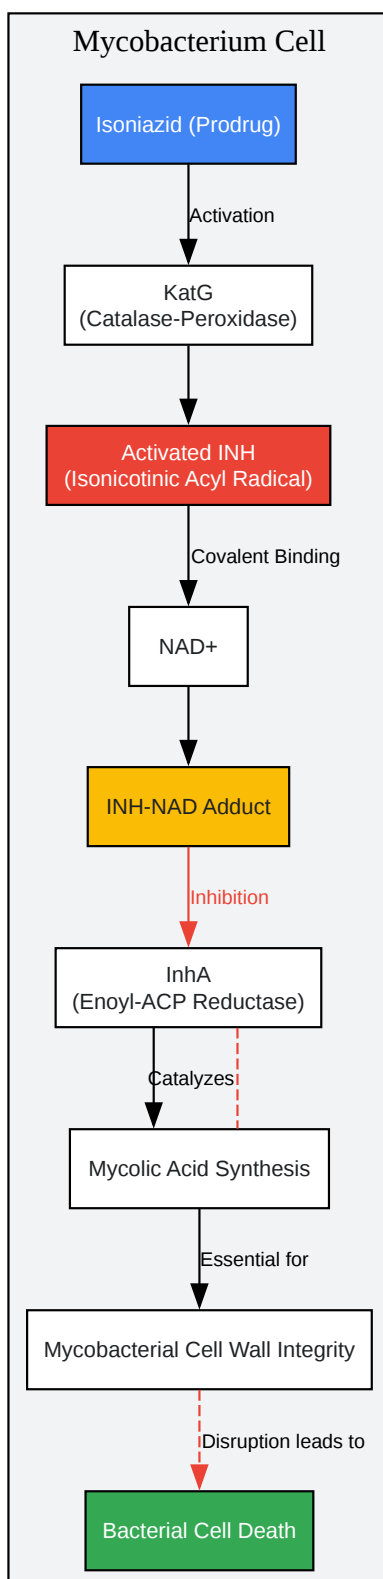 Mycobacterium Cell
Isoniazid (Prodrug)
Activation
KatG
(Catalase-Peroxidase)
Activated INH
(Isonicotinic Acyl Radical)
Covalent Binding
NAD+
INH-NAD Adduct
Inhibition
InhA
(Enoyl-ACP Reductase)
Catalyzes
Mycolic Acid Synthesis
Essential for
Mycobacterial Cell Wall Integrity
Disruption leads to
Bacterial Cell Death